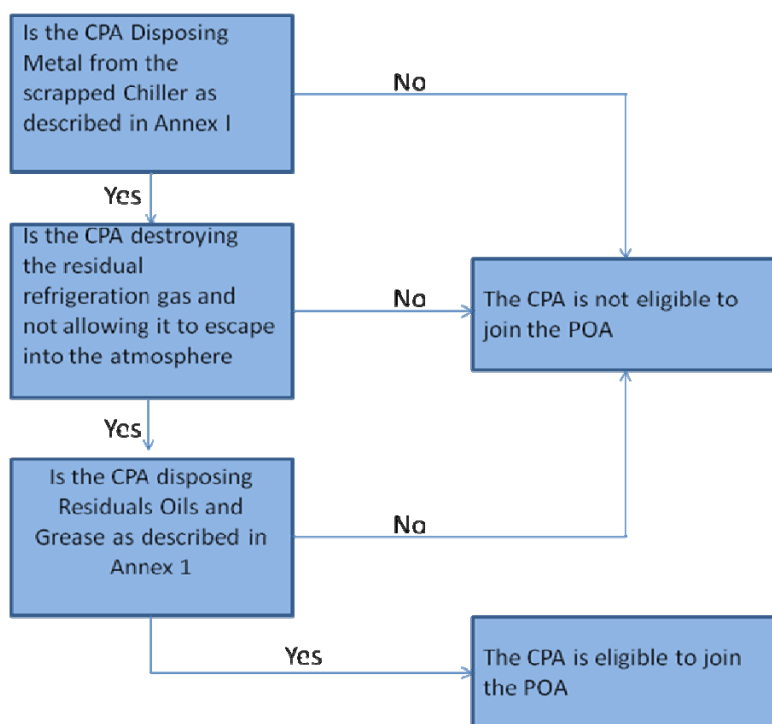 Is the CPA Disposing
Metal from the
scrapped Chiller as
described in Annex I
No
Yes
Is the CPA destroying
the residual
refrigeration gas and
not allowing it to escape
into the atmosphere
No
The CPA is not eligible to
join the POA
Yes
Is the CPA disposing
Residuals Oils and
Grease as described in
Annex 1
No
Yes
The CPA is eligible to join
the POA